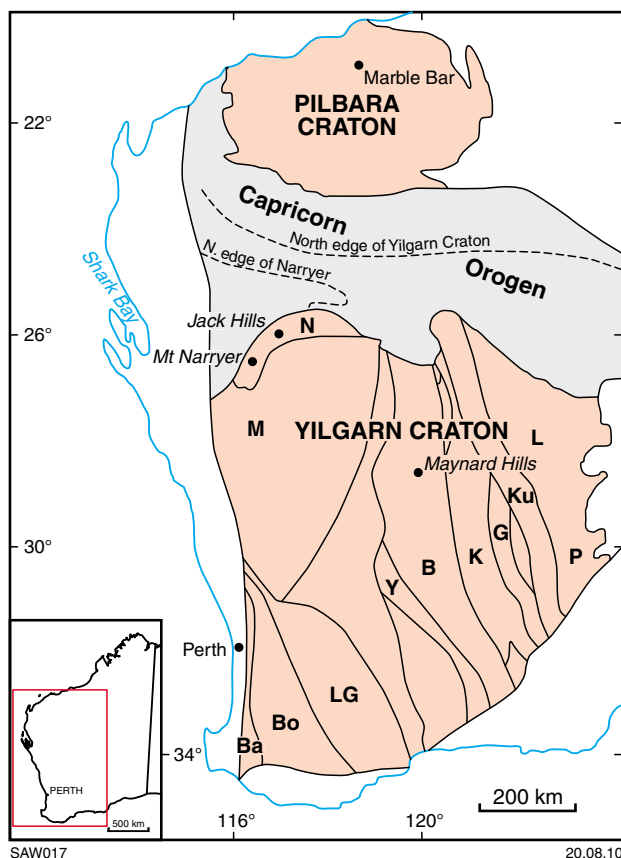 Marble Bar
PILBARA
CRATON
22°
Capricorn
North edge of Yilgarn Craton
N. edge of Narryer
Orogen
Shark Bay
26°
Jack Hills
N
Mt Narryer
M
YILGARN CRATON
L
Maynard Hills
Ku
G
30°
B
K
P
Y
Perth
LG
Bo
Ba
34°
PERTH
500 km
200 km
116°
120°
SAW017
20.08.10